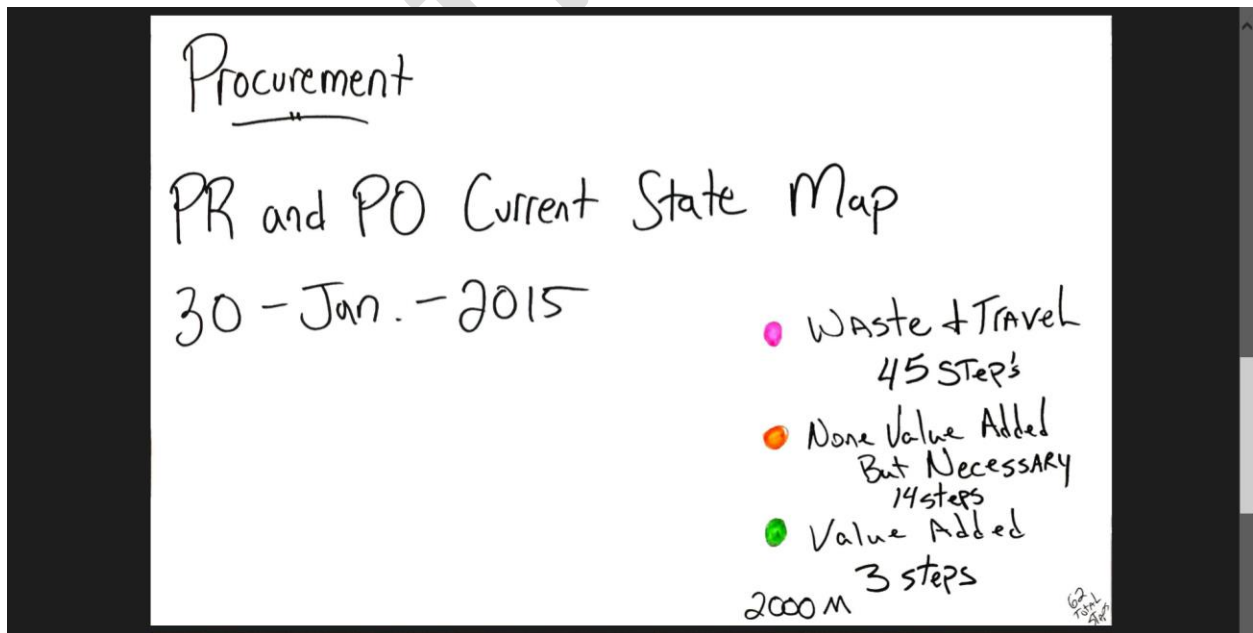 Procurement
PR and PO Current State Map
30 - Jan. - 2015
Waste + Travel
45 Step's
None Value Added
But Necessary
14 steps
Value Added
3 steps
2000 M
62
Total
Steps